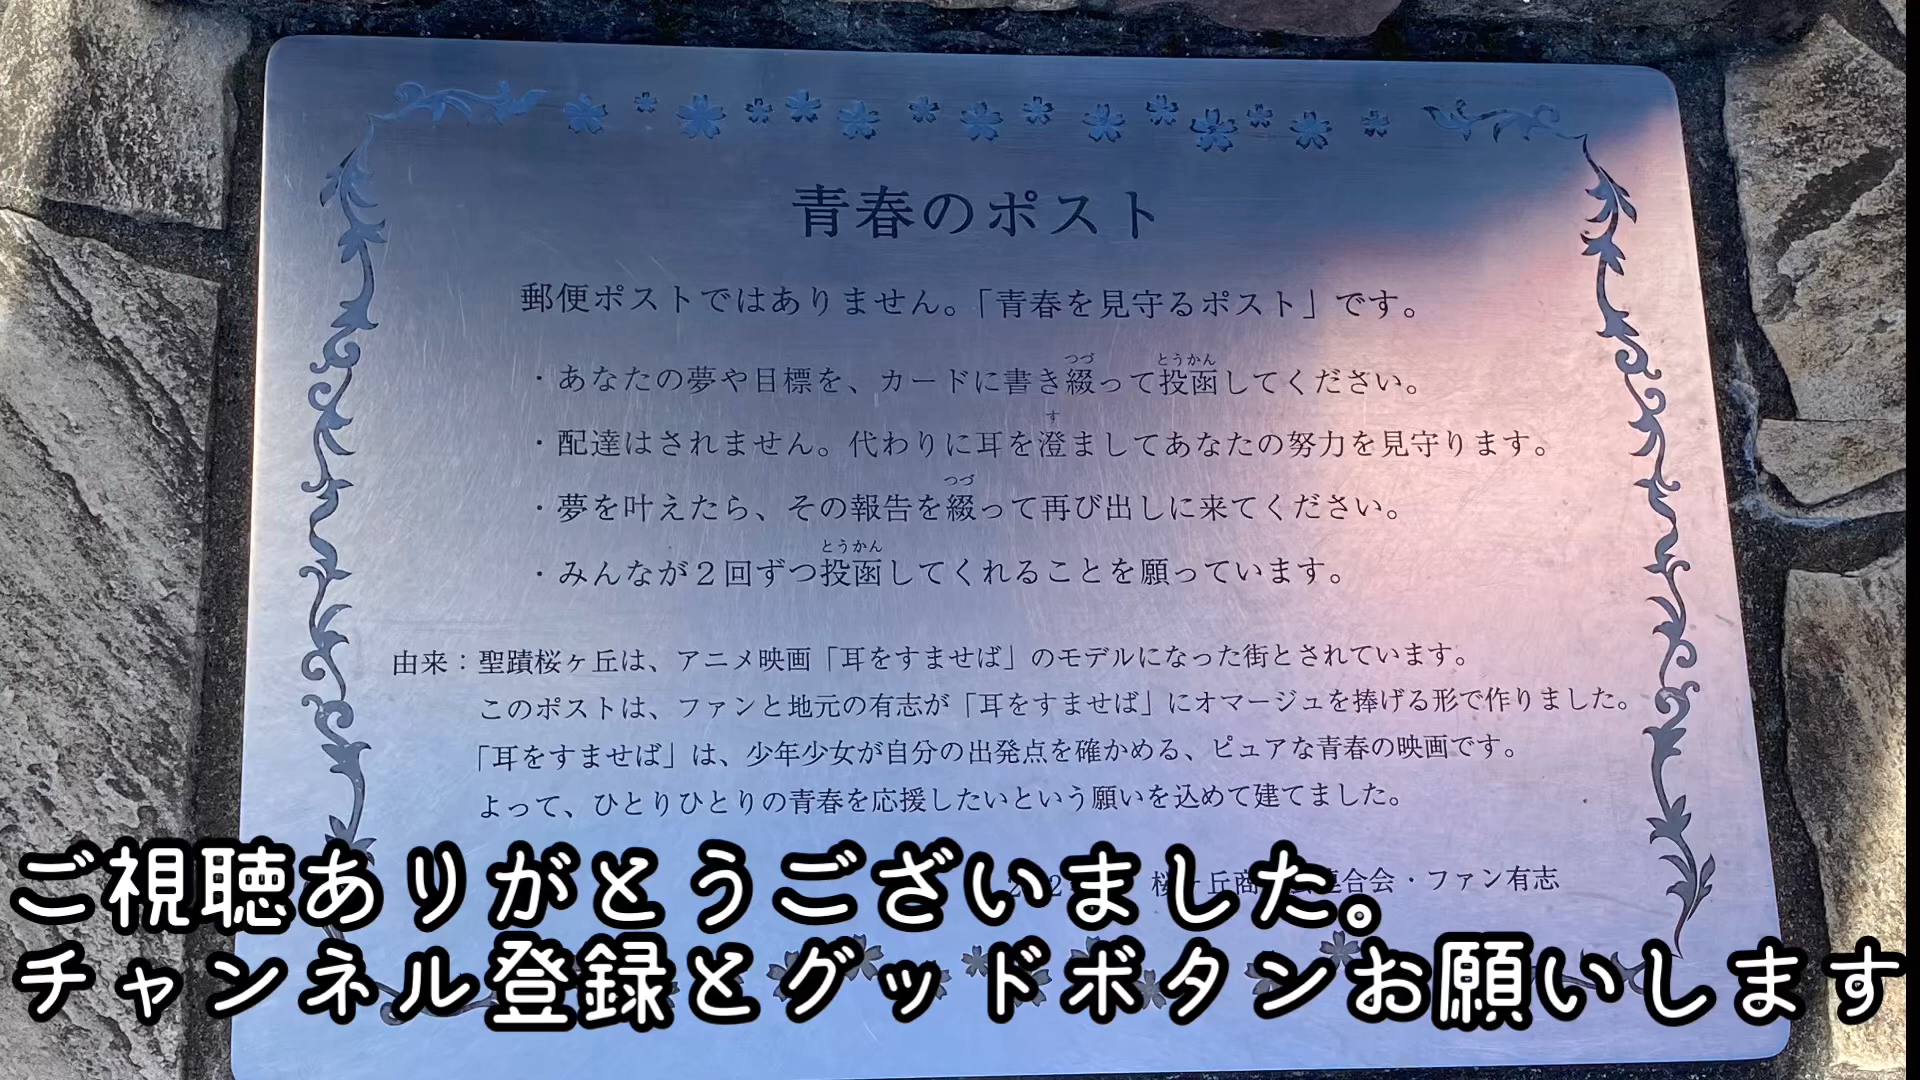 青春のポスト
郵便ポストではありません。「青春を見守るポスト」です。
・あなたの夢や目標を、カードに書き綴って投函してください。
つづ とうかん
・配達はされません。代わりに耳を澄ましてあなたの努力を見守ります。
す
・夢を叶えたら、その報告を綴って再び出しに来てください。
つづ
・みんなが2回ずつ投函してくれることを願っています。
とうかん
由来：聖蹟桜ヶ丘は、アニメ映画「耳をすませば」のモデルになった街とされています。
このポストは、ファンと地元の有志が「耳をすませば」にオマージュを捧げる形で作りました。
「耳をすませば」は、少年少女が自分の出発点を確かめる、ピュアな青春の映画です。
よって、ひとりひとりの青春を応援したいという願いを込めて建てました。
桜ヶ丘商 連合会・ファン有志
ご視聴ありがとうございました。
チャンネル登録とグッドボタンお願いします